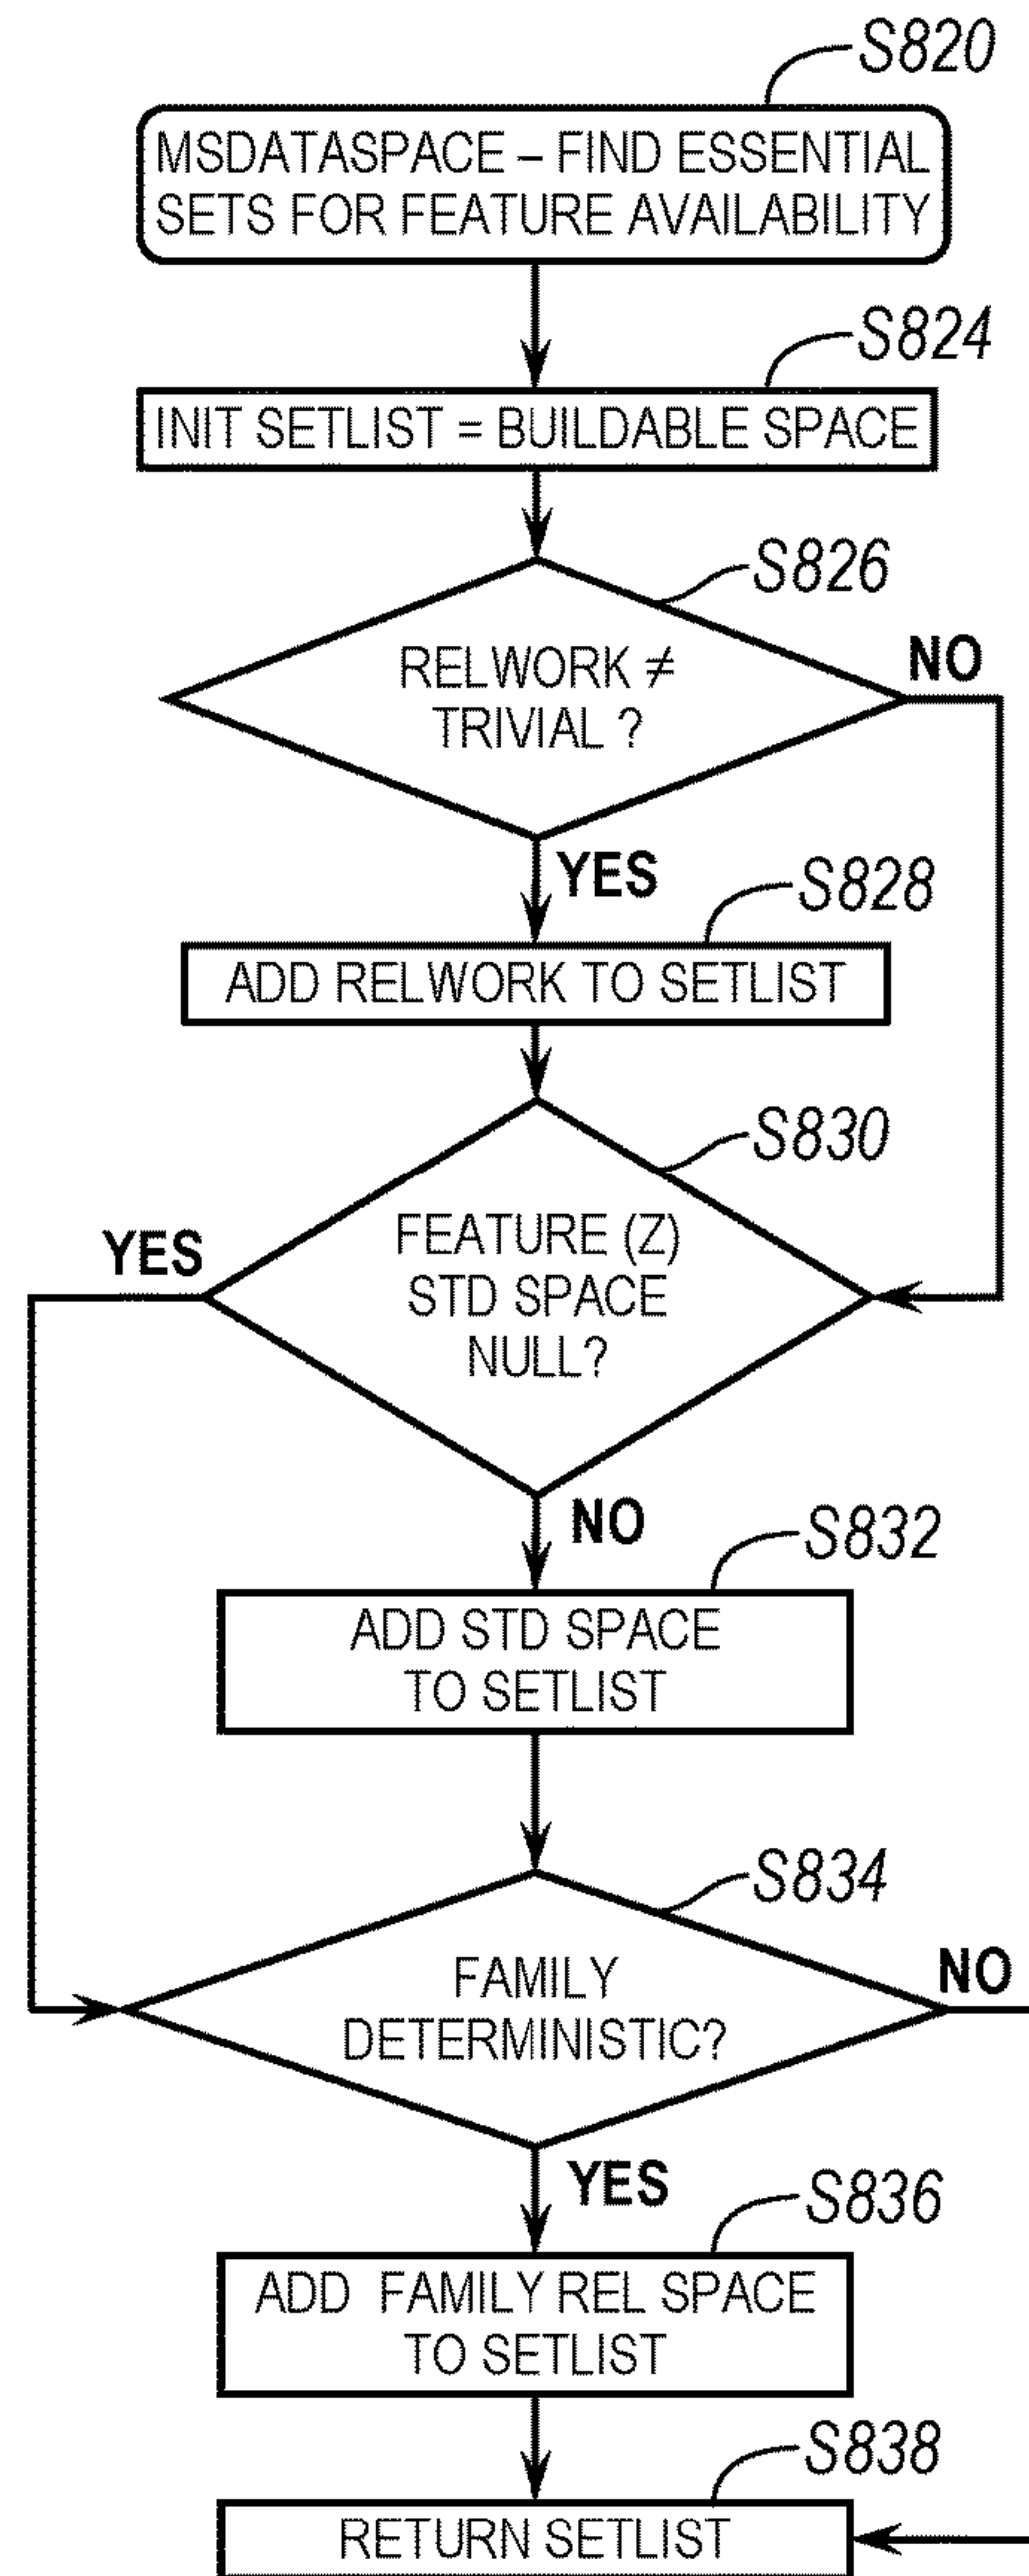 S820
MSDATASPACE – FIND ESSENTIAL
SETS FOR FEATURE AVAILABILITY
S824
INIT SETLIST = BUILDABLE SPACE
S826
RELWORK ≠
TRIVIAL ?
NO
YES
S828
ADD RELWORK TO SETLIST
S830
FEATURE (Z)
STD SPACE
NULL?
YES
NO
S832
ADD STD SPACE
TO SETLIST
S834
FAMILY
DETERMINISTIC?
NO
YES
S836
ADD FAMILY REL SPACE
TO SETLIST
S838
RETURN SETLIST